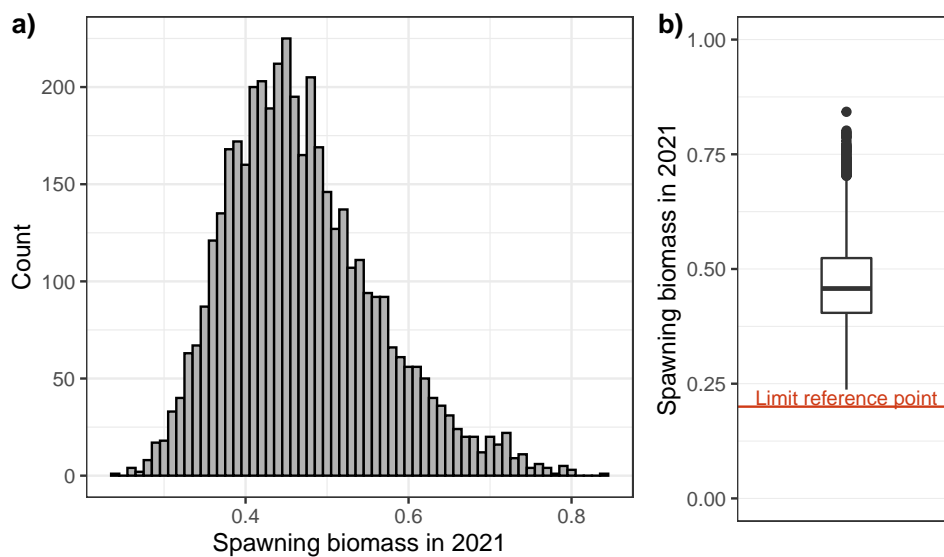 a)
Count
200
150
100
50
0
0.4
0.6
0.8
Spawning biomass in 2021
b)
Spawning biomass in 2021
1.00
0.75
0.50
0.25
0.00
Limit reference point